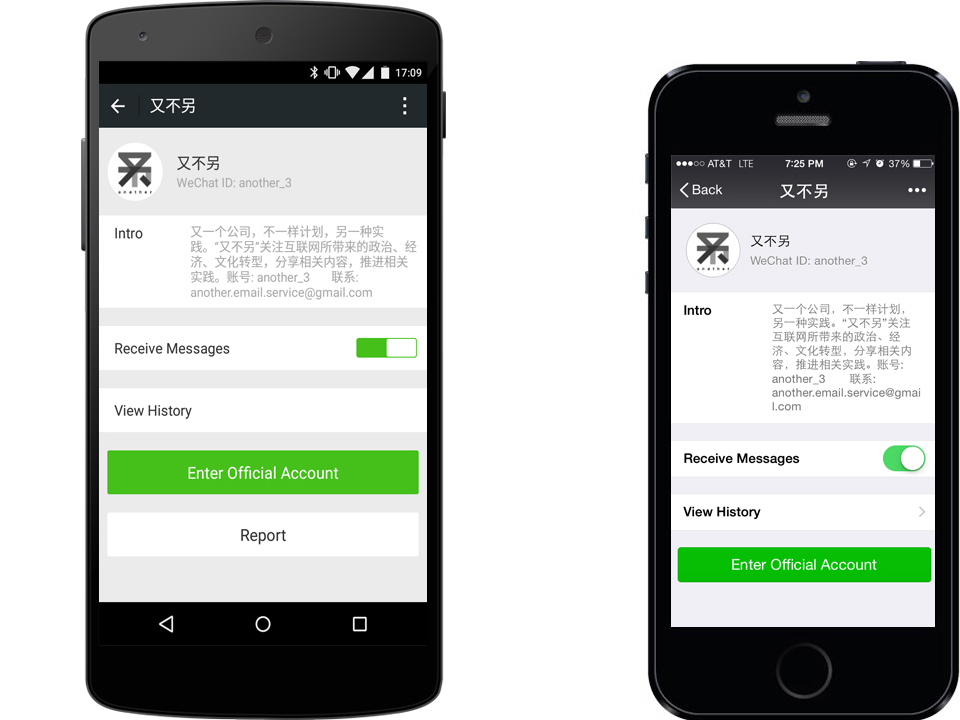 17:09
又不另
又不另
WeChat ID: another_3
another
Intro
又一个公司，不一样计划，另一种实
践。“又不另”关注互联网所带来的政治、经
济、文化转型，分享相关内容，推进相关
实践。账号: another_3 联系:
another.email.service@gmail.com
Receive Messages
View History
Enter Official Account
Report
AT&T LTE 7:25 PM 37%
Back 又不另
又不另
WeChat ID: another_3
another
Intro
又一个公司，不一样计划，
另一种实践。“又不另”关注
互联网所带来的政治、经
济、文化转型，分享相关内
容，推进相关实践。账号:
another_3 联系:
another.email.service@gmai
l.com
Receive Messages
View History
Enter Official Account